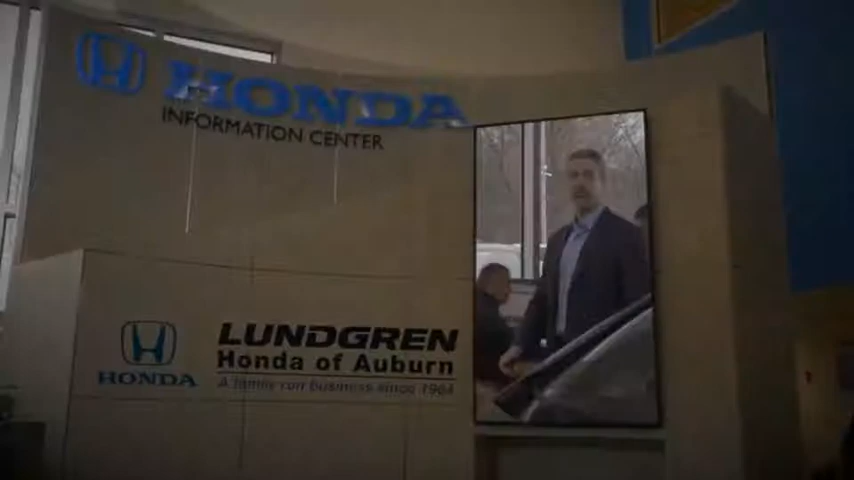 HONDA
INFORMATION CENTER
LUNDGREN
Honda of Auburn
HONDA
A family run business since 1964